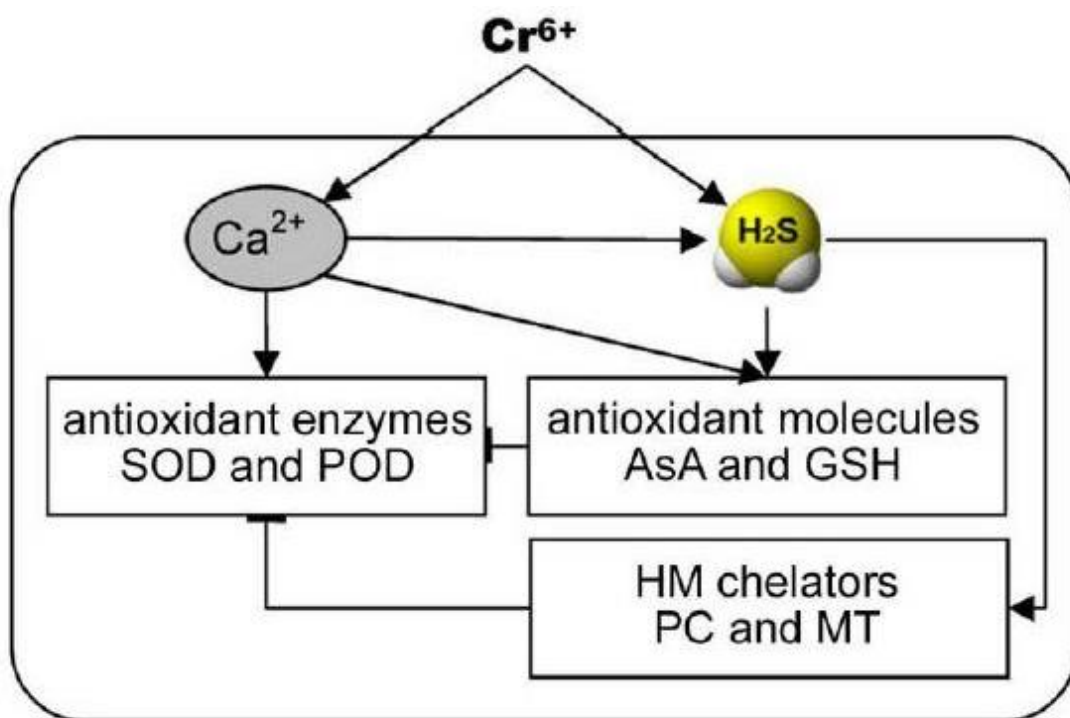 Cr⁶⁺
Ca²⁺
H₂S
antioxidant enzymes
SOD and POD
antioxidant molecules
AsA and GSH
HM chelators
PC and MT